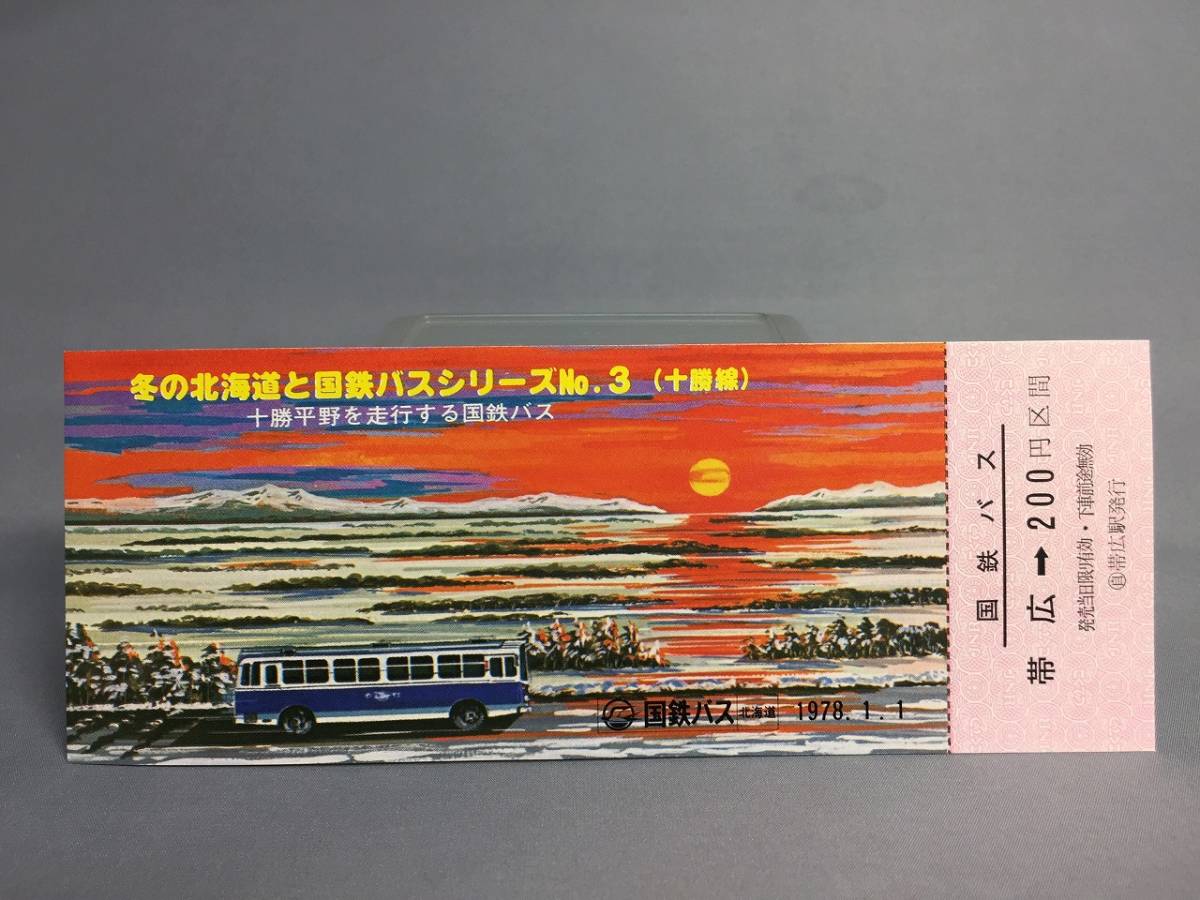 冬の北海道と国鉄バスシリーズNo.3（十勝線）
十勝平野を走行する国鉄バス
国鉄バス 北海道 1978.1.1
国鉄バス
帯広→200円区間
発売当日限り有効・下車前途無効
㊐帯広駅発行